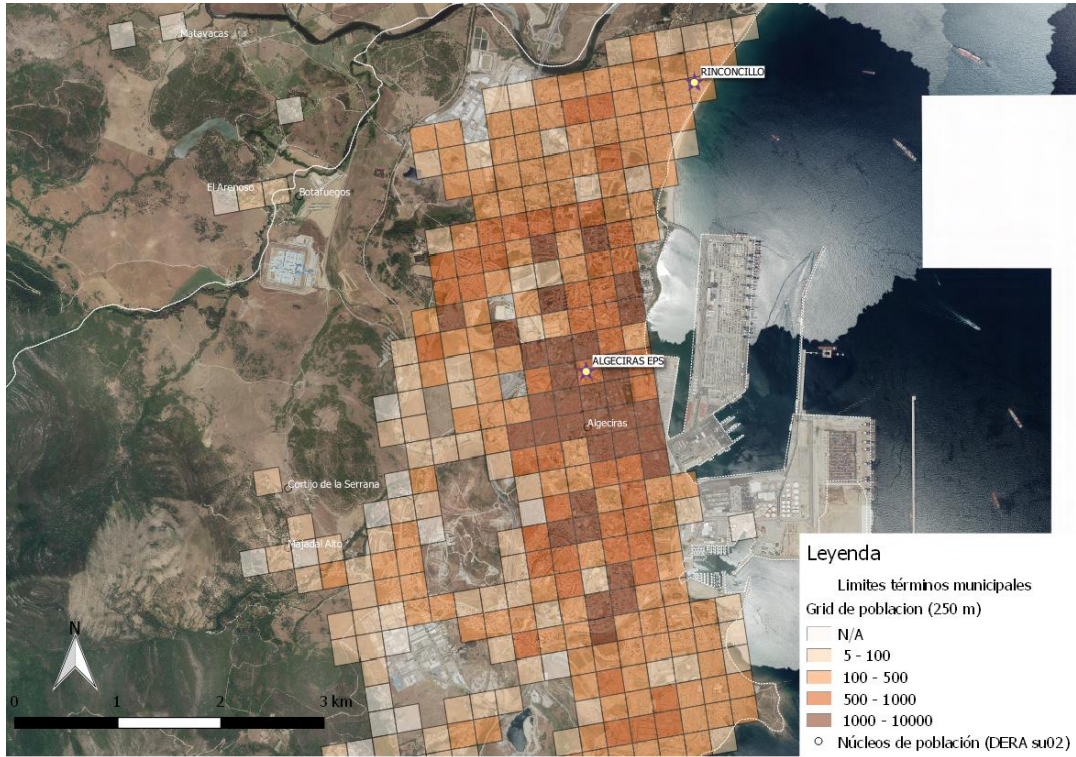 Matavacas
RINCONCILLO
El Arenoso
Botafuegos
ALGECIRAS EPS
Algeciras
Cortijo de la Serrana
Majadal Alto
N
0 1 2 3 km
Leyenda
Limites términos municipales
Grid de poblacion (250 m)
N/A
5 - 100
100 - 500
500 - 1000
1000 - 10000
Núcleos de población (DERA su02)